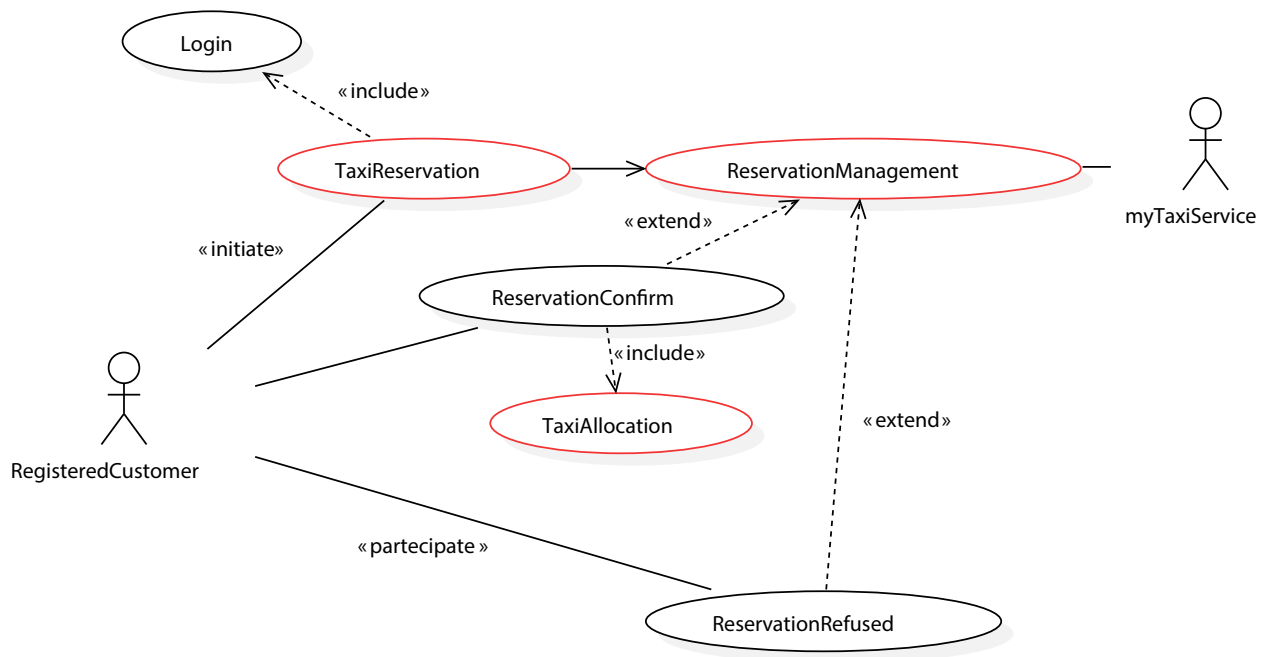 Login
«include»
TaxiReservation
ReservationManagement
myTaxiService
«extend»
«initiate»
ReservationConfirm
«include»
TaxiAllocation
«extend»
RegisteredCustomer
«partecipate»
ReservationRefused